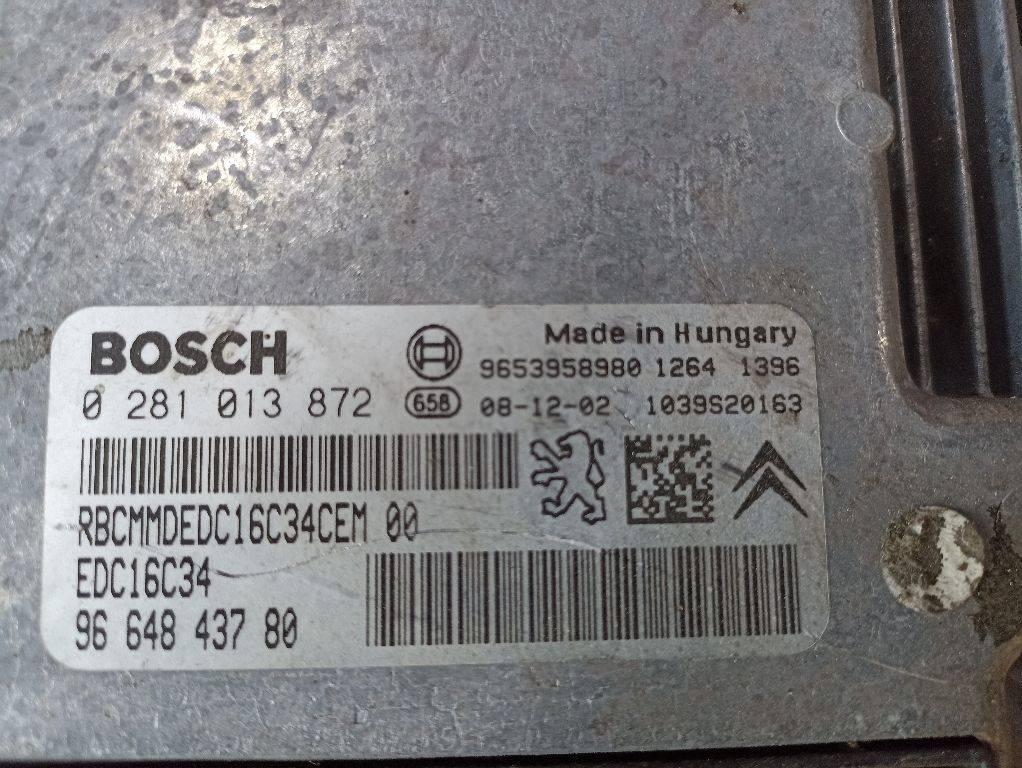 BOSCH
Made in Hungary
9653958980 1264 1396
0 281 013 872
658 08-12-02 1039S20163
RBCMMDEDC16C34CEM 00
EDC16C34
96 648 437 80